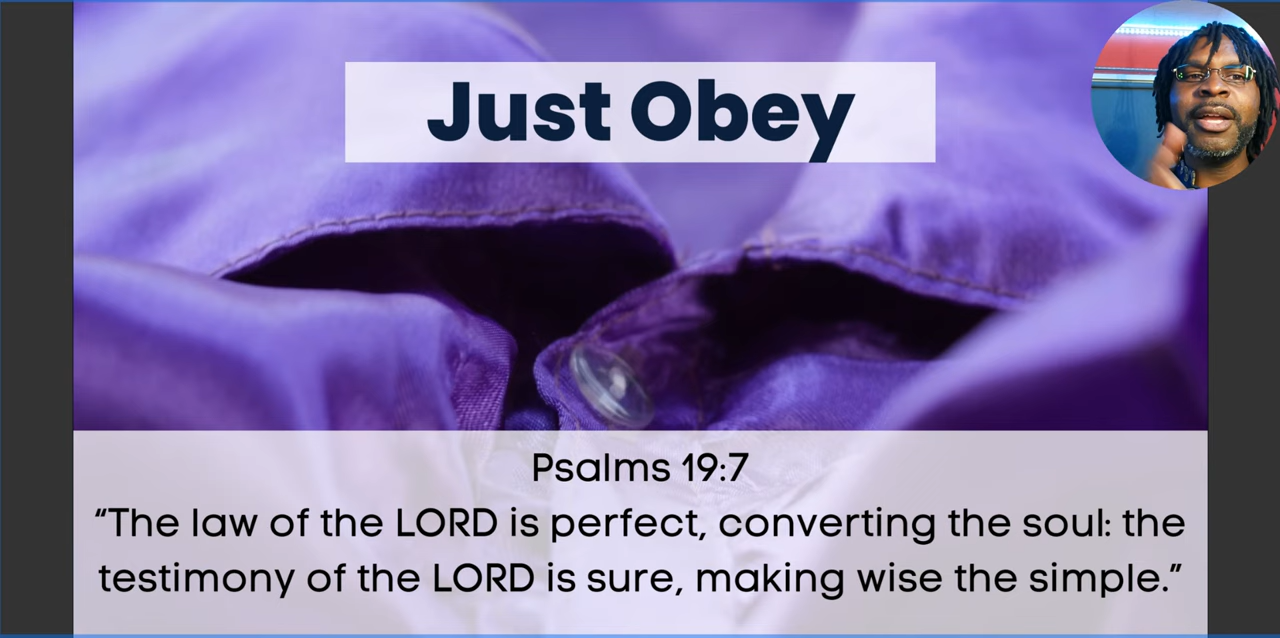 Just Obey
Psalms 19:7
“The law of the LORD is perfect, converting the soul: the
testimony of the LORD is sure, making wise the simple.”